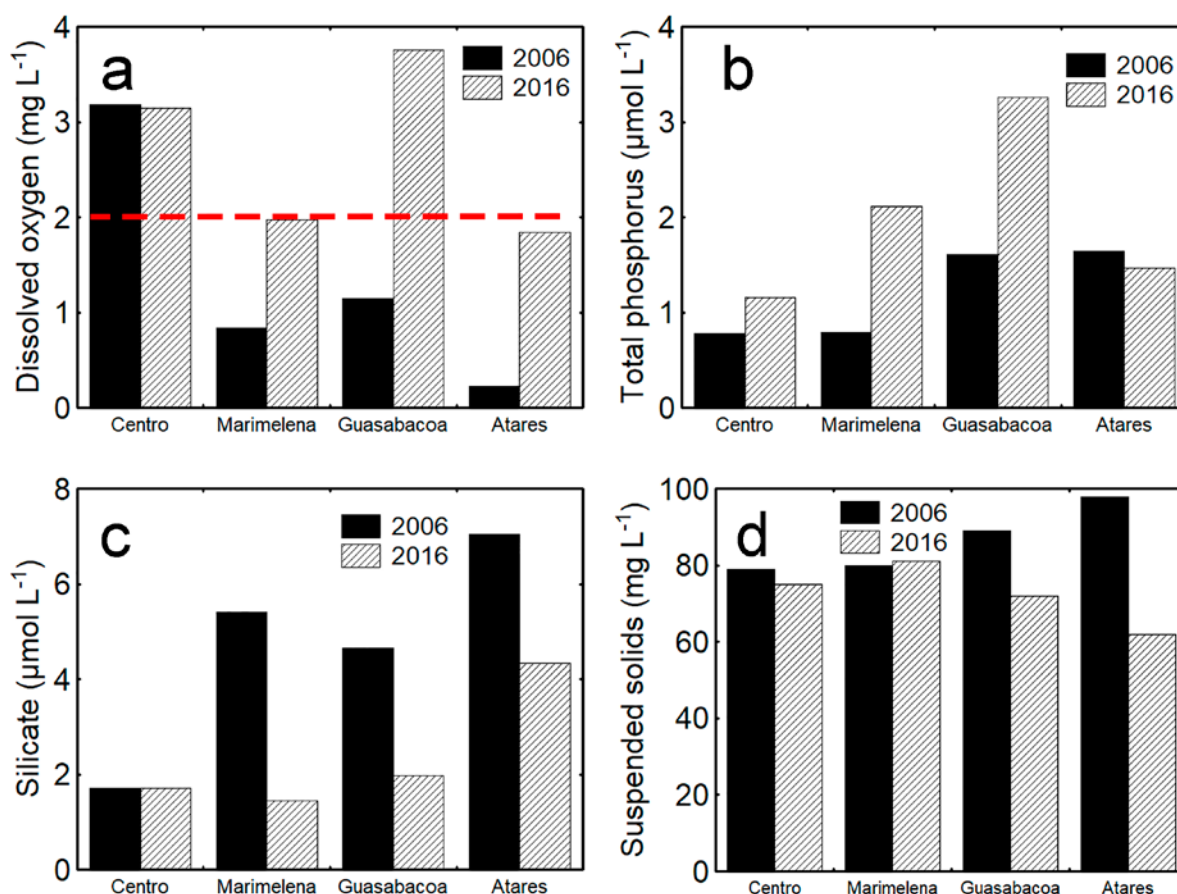 a
Dissolved oxygen (mg L⁻¹)
4
3
2
1
0
2006
2016
Centro Marimelena Guasabacoa Atares
b
Total phosphorus (µmol L⁻¹)
4
3
2
1
0
2006
2016
Centro Marimelena Guasabacoa Atares
c
Silicate (µmol L⁻¹)
8
6
4
2
0
2006
2016
Centro Marimelena Guasabacoa Atares
d
Suspended solids (mg L⁻¹)
100
80
60
40
20
0
2006
2016
Centro Marimelena Guasabacoa Atares